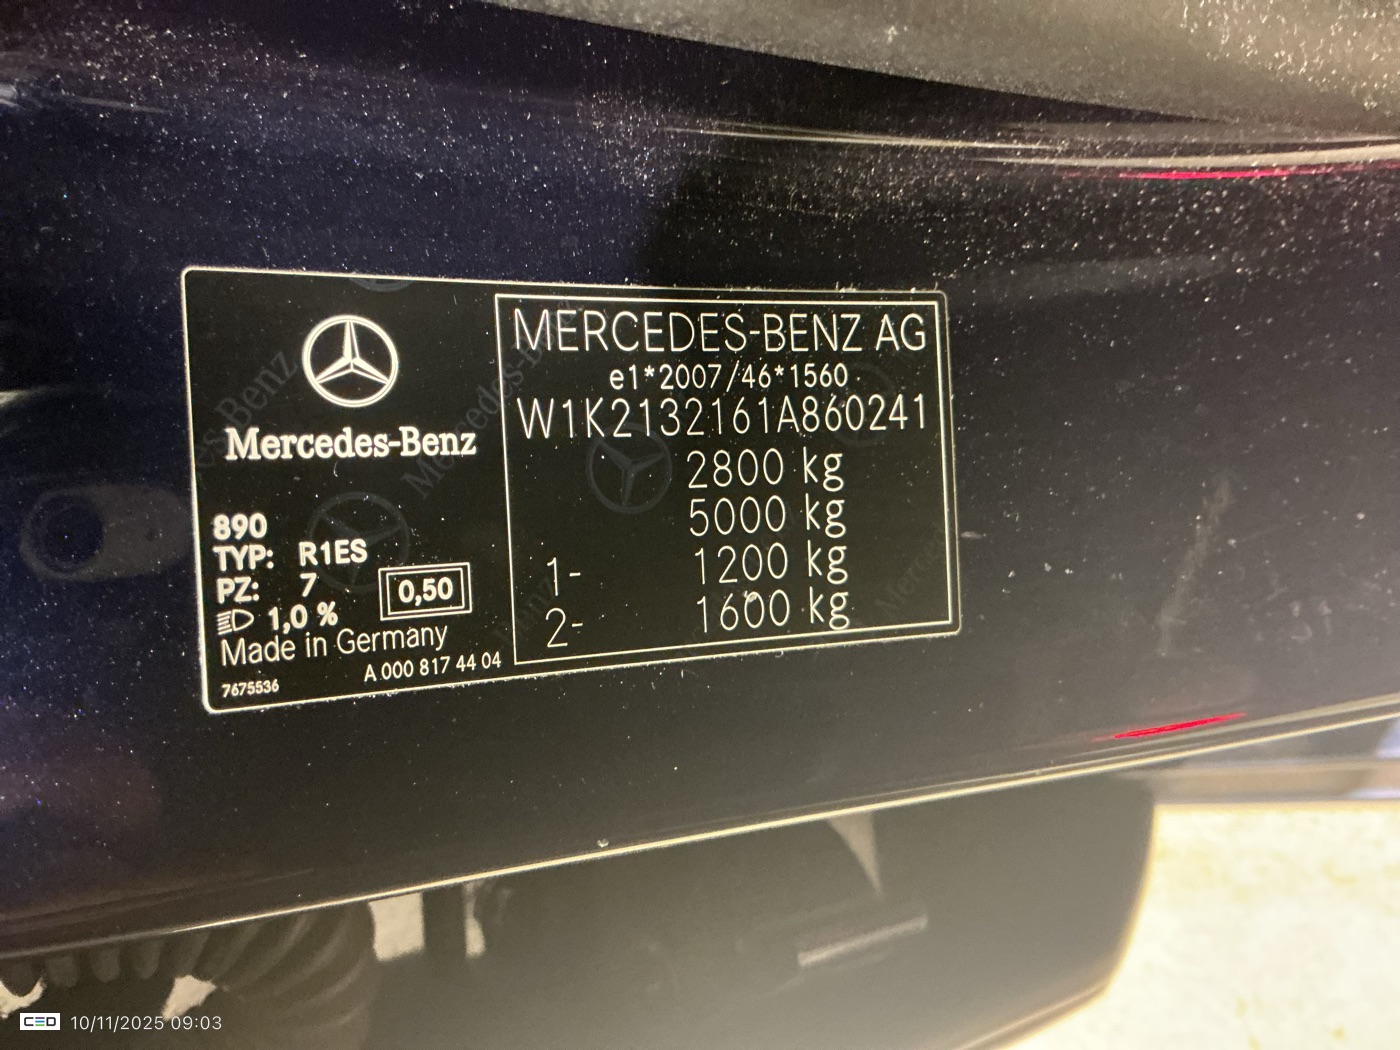 Mercedes-Benz
890
TYP: R1ES
PZ: 7
1,0 %
0,50
Made in Germany
A 000 817 44 04
7675536
MERCEDES-BENZ AG
e1*2007/46*1560
W1K2132161A860241
2800 kg
5000 kg
1- 1200 kg
2- 1600 kg
CED 10/11/2025 09:03